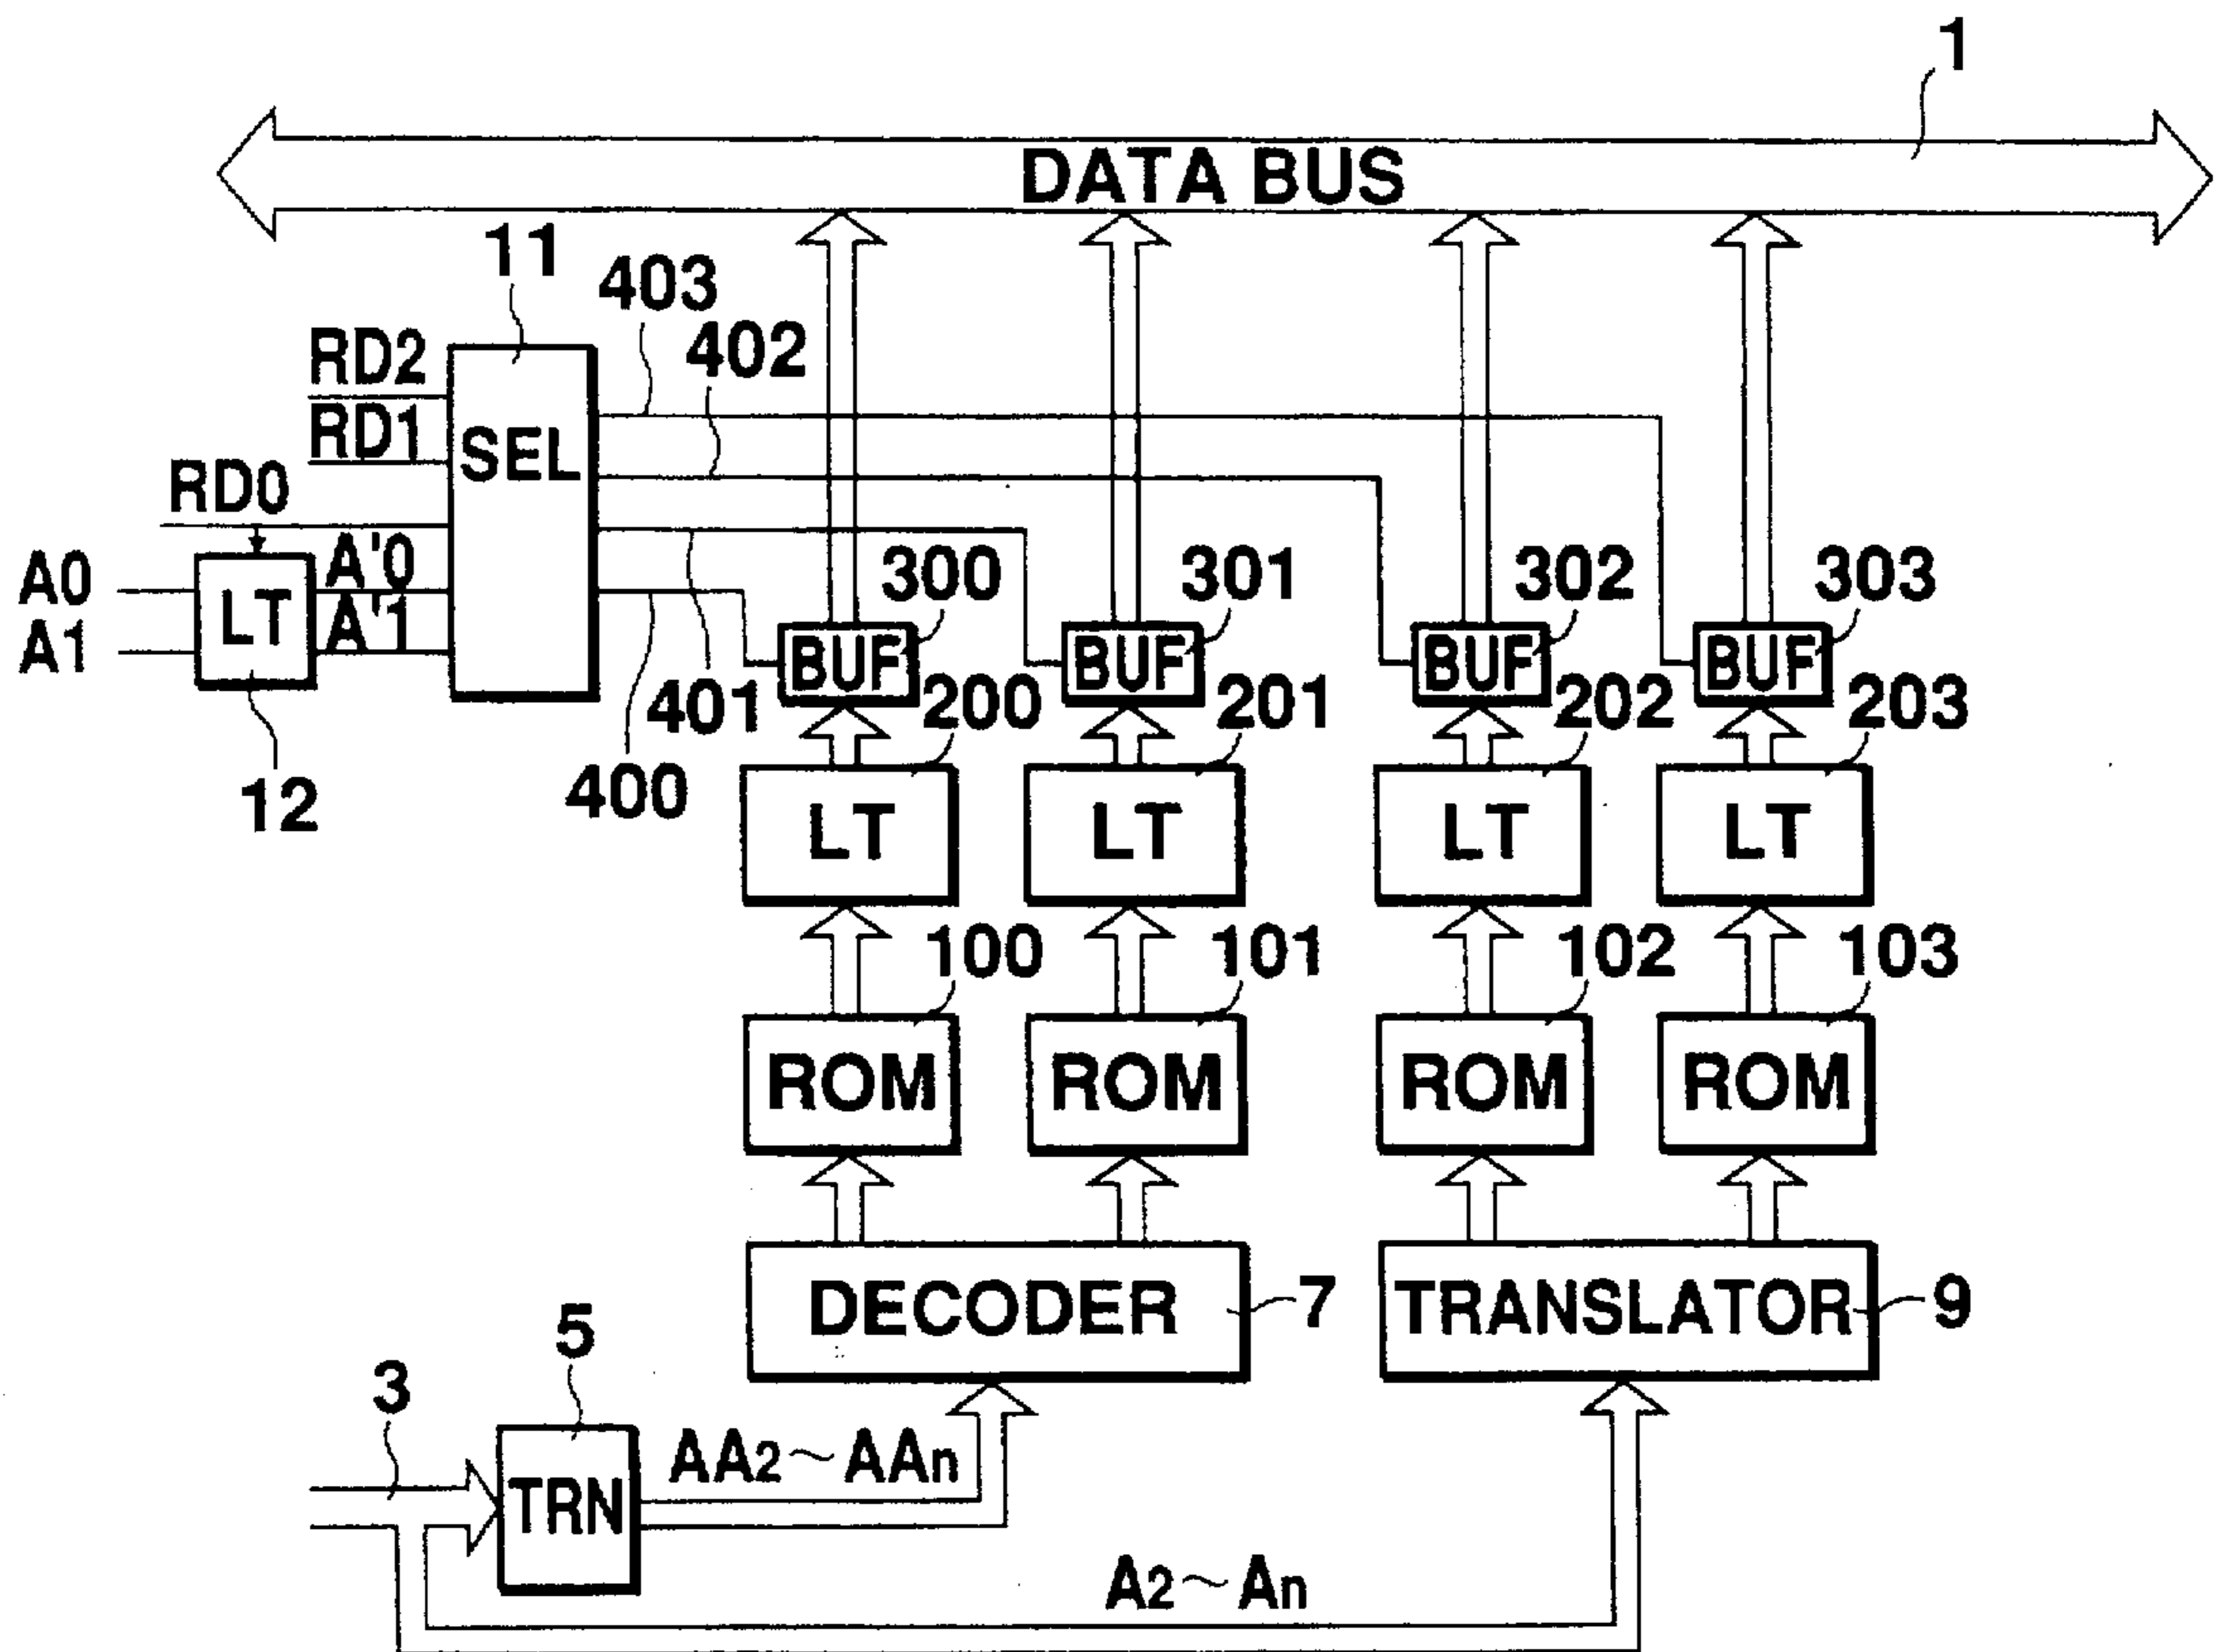 1
DATA BUS
11
403
402
RD2
RD1
SEL
RD0
A0
A'0
A1
LT
A'1
300
301
302
303
BUF
BUF
BUF
BUF
12
401
400
200
201
202
203
LT
LT
LT
LT
100
101
102
103
ROM
ROM
ROM
ROM
DECODER
7
TRANSLATOR
9
5
3
TRN
AA2~AAn
A2~An